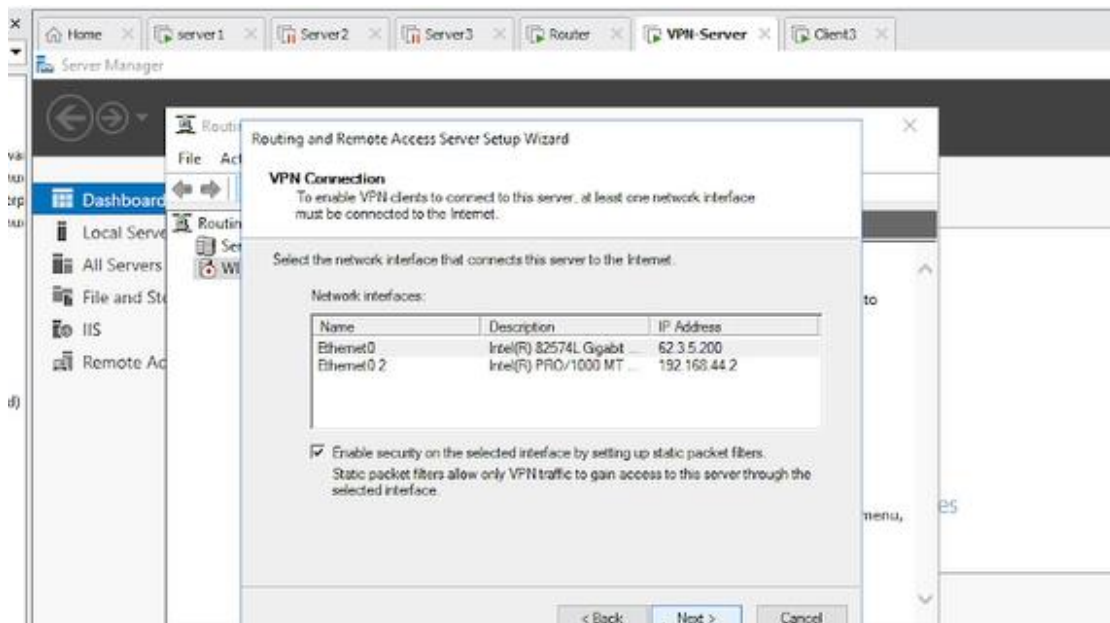 Home
server1
Server2
Server3
Router
VPN-Server
Client3
Server Manager
Routing and Remote Access Server Setup Wizard
File
VPN Connection
To enable VPN clients to connect to this server, at least one network interface
must be connected to the Internet.
Dashboard
Local Serve
All Servers
File and Sto
IIS
Remote Ac
Routin
Ser
WI
Select the network interface that connects this server to the Internet.
Network interfaces:
Name Description IP Address
Ethernet0 Intel(R) 82574L Gigabit ... 62.3.5.200
Ethernet0 2 Intel(R) PRO/1000 MT ... 192.168.44.2
Enable security on the selected interface by setting up static packet filters.
Static packet filters allow only VPN traffic to gain access to this server through the
selected interface.
to
menu,
es
< Back Next > Cancel